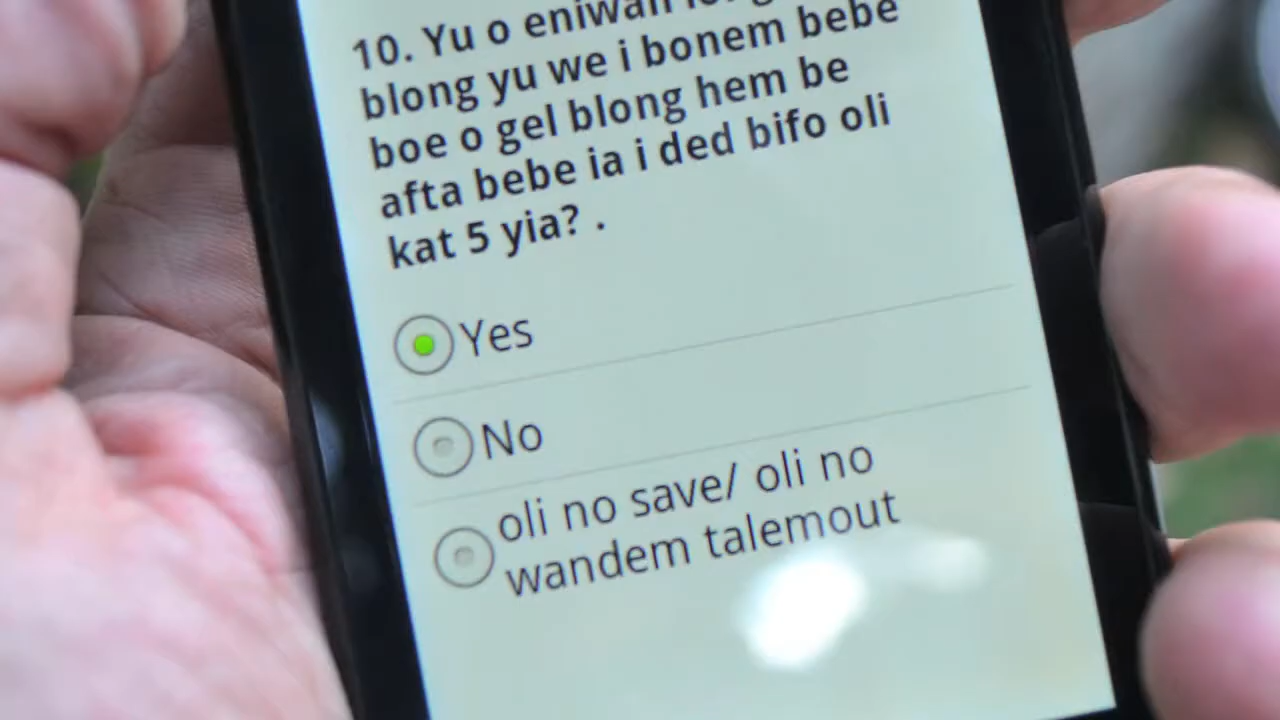 10. Yu o eniwan
blong yu we i bonem bebe
boe o gel blong hem be
afta bebe ia i ded bifo oli
kat 5 yia? .
Yes
No
oli no save/ oli no
wandem talemout